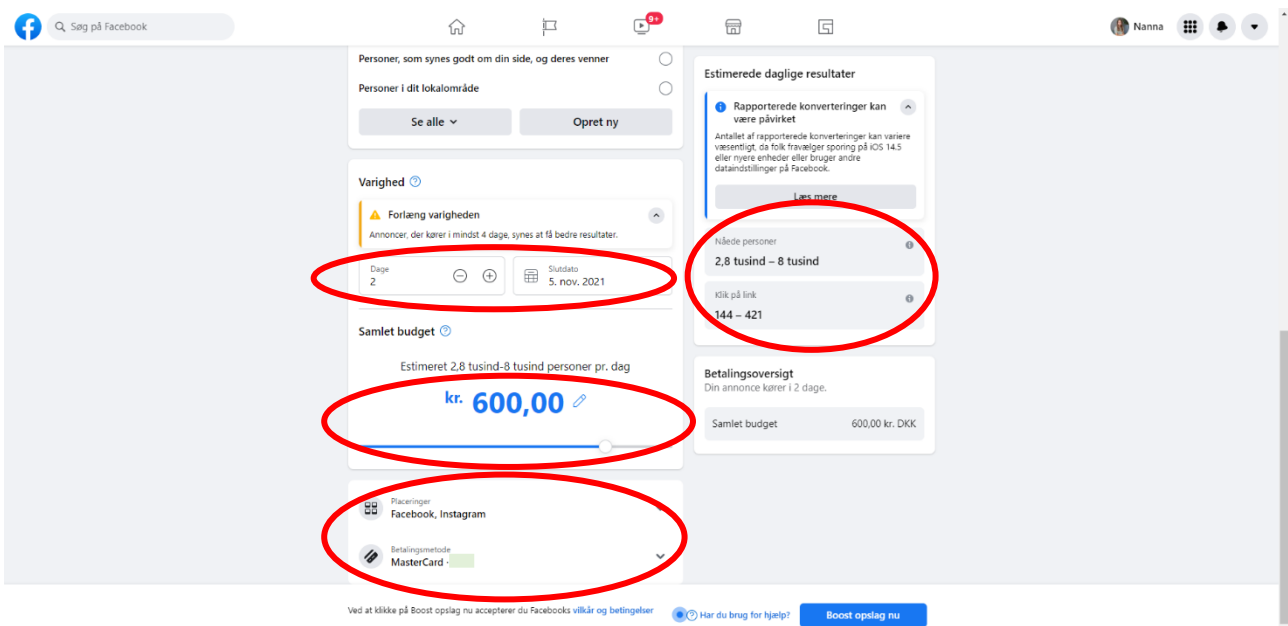 Søg på Facebook
9+
Nanna
Personer, som synes godt om din side, og deres venner
Personer i dit lokalområde
Se alle
Opret ny
Varighed
Forlæng varigheden
Annoncer, der kører i mindst 4 dage, synes at få bedre resultater.
Dage
2
Slutdato
5. nov. 2021
Samlet budget
Estimeret 2,8 tusind-8 tusind personer pr. dag
kr. 600,00
Placeringer
Facebook, Instagram
Betalingsmetode
MasterCard ·
Estimerede daglige resultater
Rapporterede konverteringer kan
være påvirket
Antallet af rapporterede konverteringer kan variere
væsentligt, da folk fravælger sporing på iOS 14.5
eller nyere enheder eller bruger andre
dataindstillinger på Facebook.
Læs mere
Nåede personer
2,8 tusind – 8 tusind
Klik på link
144 – 421
Betalingsoversigt
Din annonce kører i 2 dage.
Samlet budget 600,00 kr. DKK
Ved at klikke på Boost opslag nu accepterer du Facebooks vilkår og betingelser
Har du brug for hjælp?
Boost opslag nu